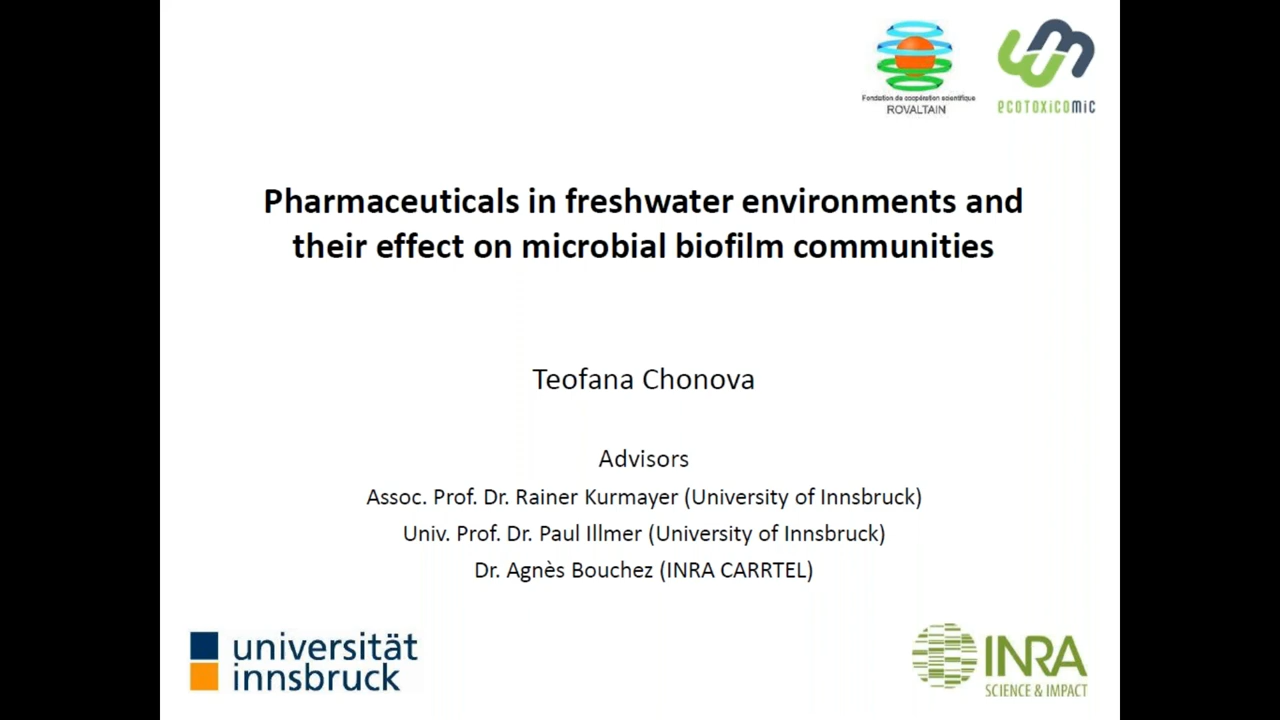 Fondation de coopération scientifique
ROVALTAIN
ECOTOXICOMIC
Pharmaceuticals in freshwater environments and
their effect on microbial biofilm communities
Teofana Chonova
Advisors
Assoc. Prof. Dr. Rainer Kurmayer (University of Innsbruck)
Univ. Prof. Dr. Paul Illmer (University of Innsbruck)
Dr. Agnès Bouchez (INRA CARRTEL)
universität
innsbruck
INRA
SCIENCE & IMPACT